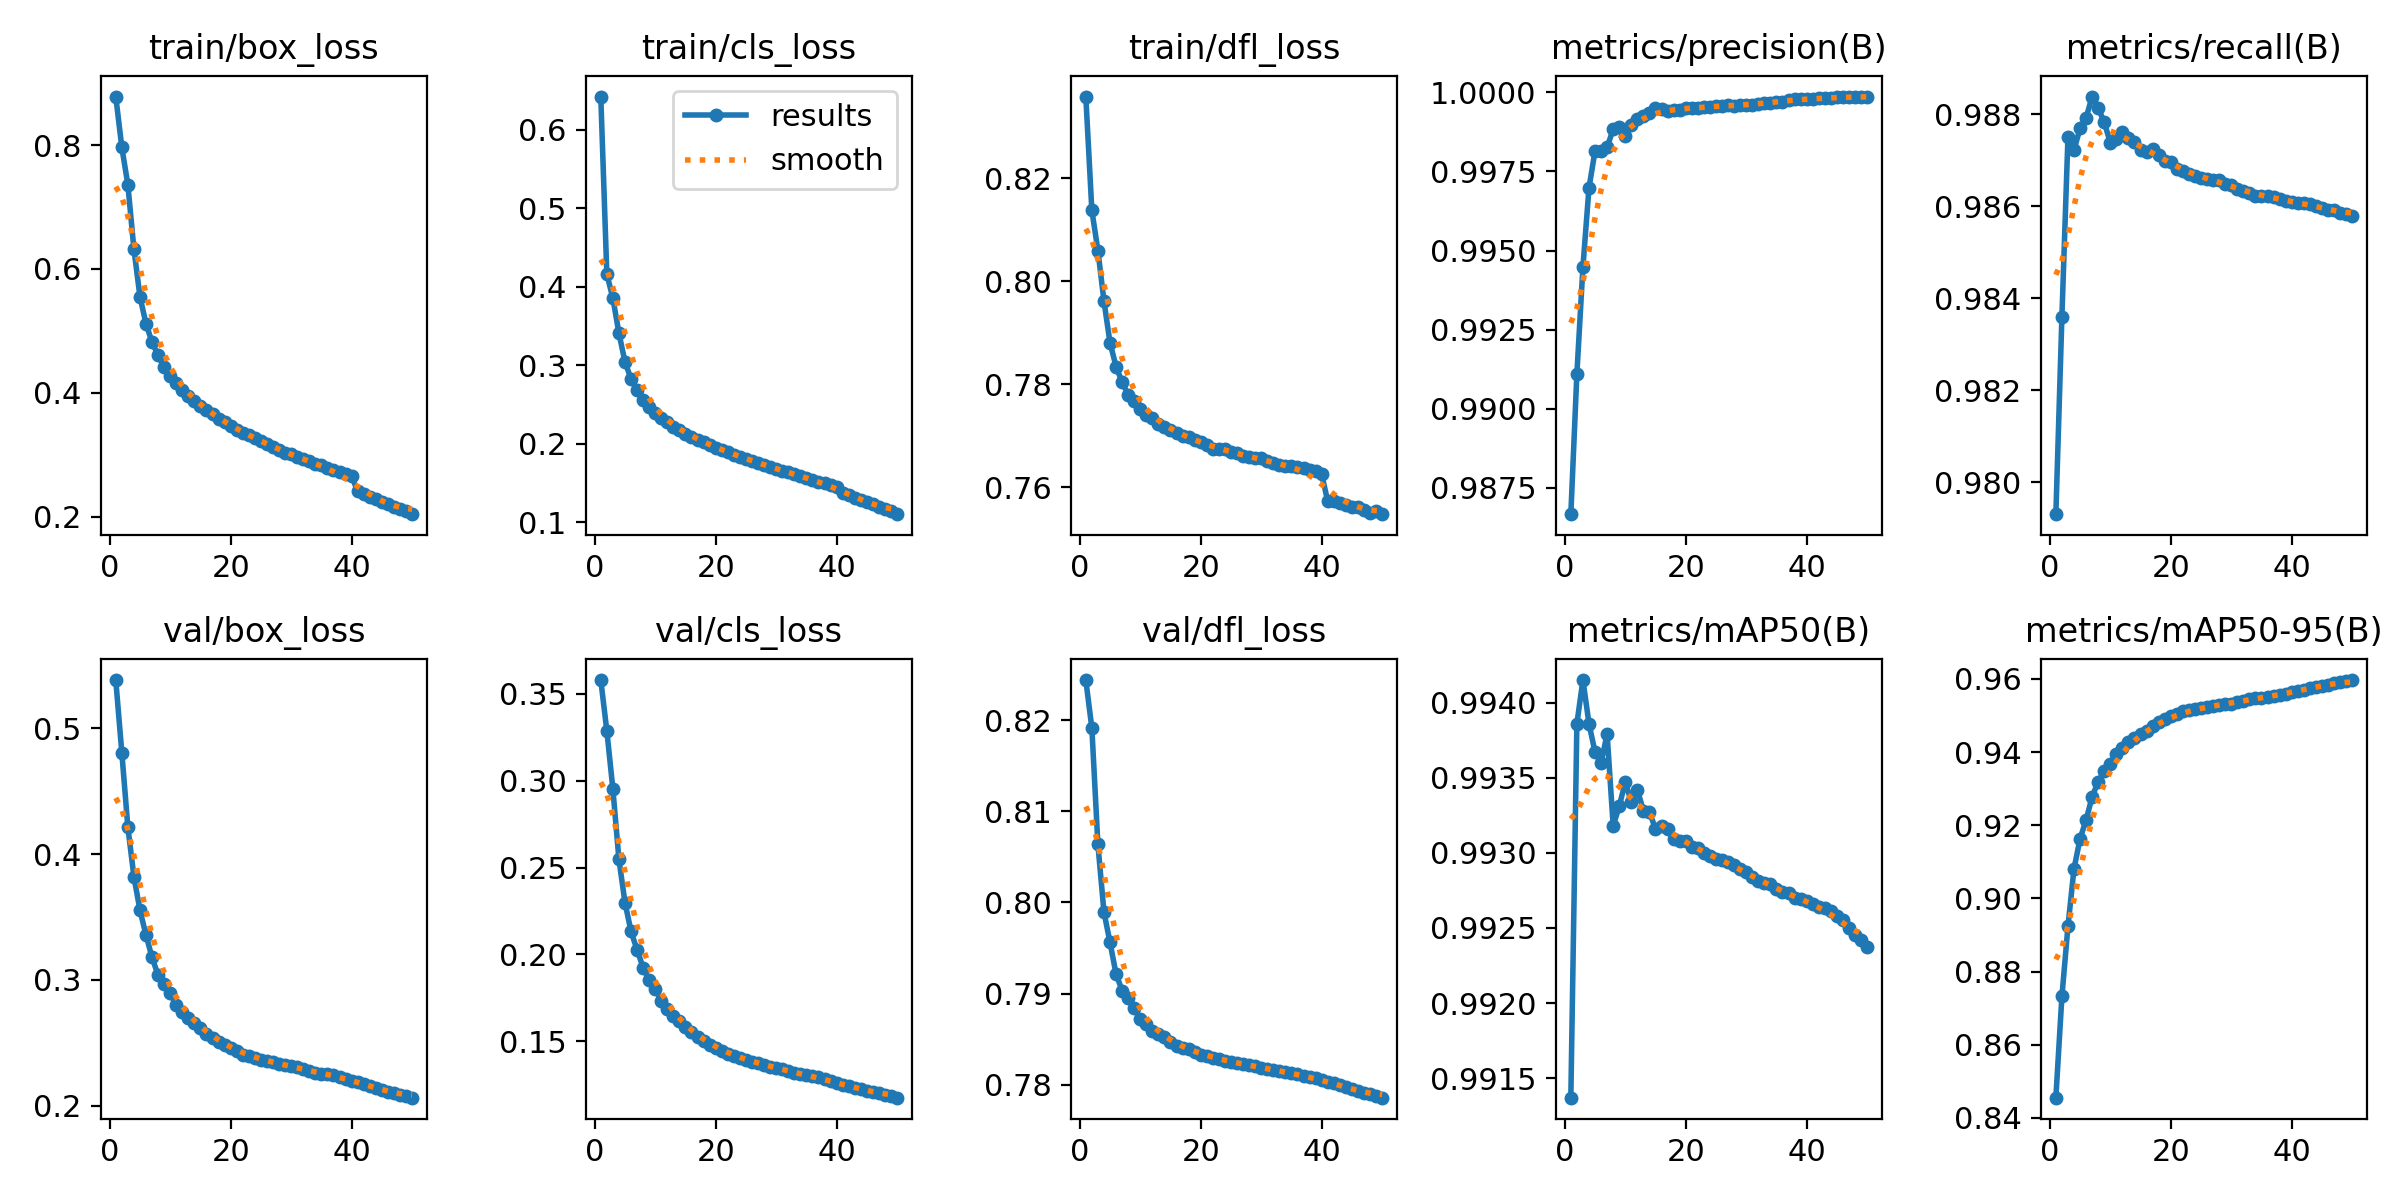 train/box_loss
0.8
0.6
0.4
0.2
0 20 40
train/cls_loss
results
smooth
0.6
0.5
0.4
0.3
0.2
0.1
0 20 40
train/dfl_loss
0.82
0.80
0.78
0.76
0 20 40
metrics/precision(B)
1.0000
0.9975
0.9950
0.9925
0.9900
0.9875
0 20 40
metrics/recall(B)
0.988
0.986
0.984
0.982
0.980
0 20 40
val/box_loss
0.5
0.4
0.3
0.2
0 20 40
val/cls_loss
0.35
0.30
0.25
0.20
0.15
0 20 40
val/dfl_loss
0.82
0.81
0.80
0.79
0.78
0 20 40
metrics/mAP50(B)
0.9940
0.9935
0.9930
0.9925
0.9920
0.9915
0 20 40
metrics/mAP50-95(B)
0.96
0.94
0.92
0.90
0.88
0.86
0.84
0 20 40